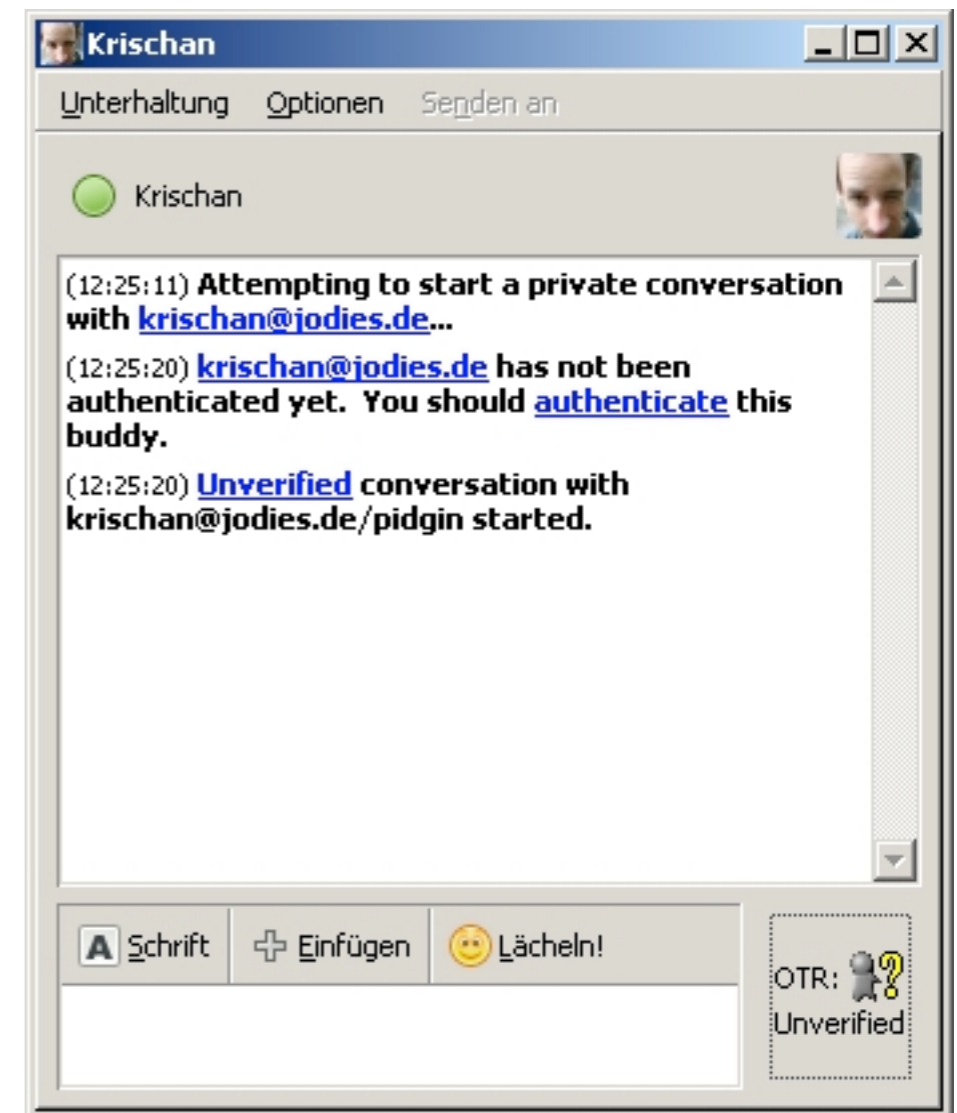 Krischan
Unterhaltung Optionen Senden an
Krischan
(12:25:11) Attempting to start a private conversation
with krischan@jodies.de...
(12:25:20) krischan@jodies.de has not been
authenticated yet.  You should authenticate this
buddy.
(12:25:20) Unverified conversation with
krischan@jodies.de/pidgin started.
A Schrift Einfügen Lächeln!
OTR:
Unverified